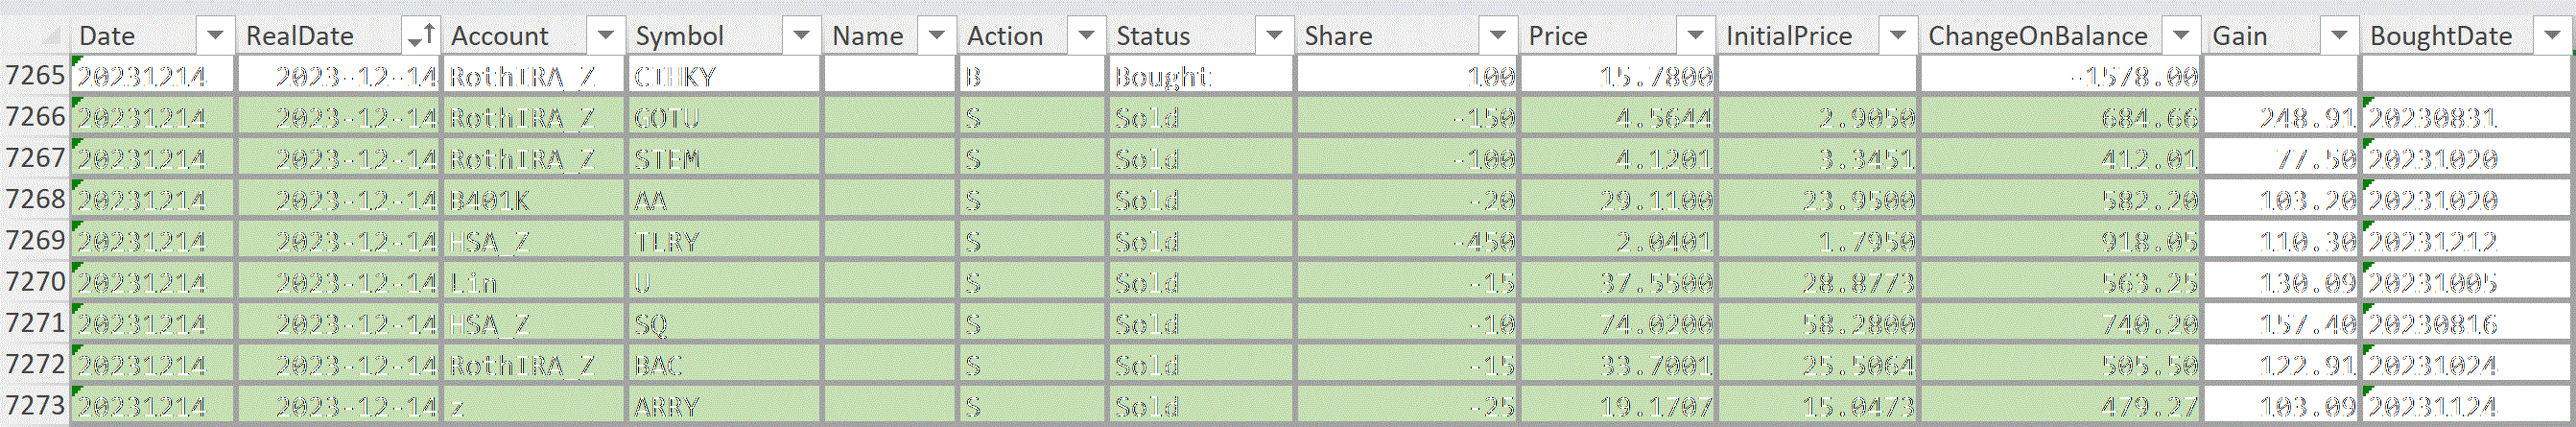 Date RealDate Account Symbol Name Action Status Share Price InitialPrice ChangeOnBalance Gain BoughtDate
7265 20231214 2023-12-14 RothIRA_Z CIHKY B Bought 100 15.7800 -1578.00
7266 20231214 2023-12-14 RothIRA_Z GOTU S Sold -150 4.5644 2.9050 684.66 248.91 20230831
7267 20231214 2023-12-14 RothIRA_Z STEM S Sold -100 4.1201 3.3451 412.01 77.50 20231020
7268 20231214 2023-12-14 B401K AA S Sold -20 29.1100 23.9500 582.20 103.20 20231020
7269 20231214 2023-12-14 HSA_Z TLRY S Sold -450 2.0401 1.7950 918.05 110.30 20231212
7270 20231214 2023-12-14 Lin U S Sold -15 37.5500 28.8773 563.25 130.09 20231005
7271 20231214 2023-12-14 HSA_Z SQ S Sold -10 74.0200 58.2800 740.20 157.40 20230816
7272 20231214 2023-12-14 RothIRA_Z BAC S Sold -15 33.7001 25.5064 505.50 122.91 20231024
7273 20231214 2023-12-14 z ARRY S Sold -25 19.1707 15.0473 479.27 103.09 20231124